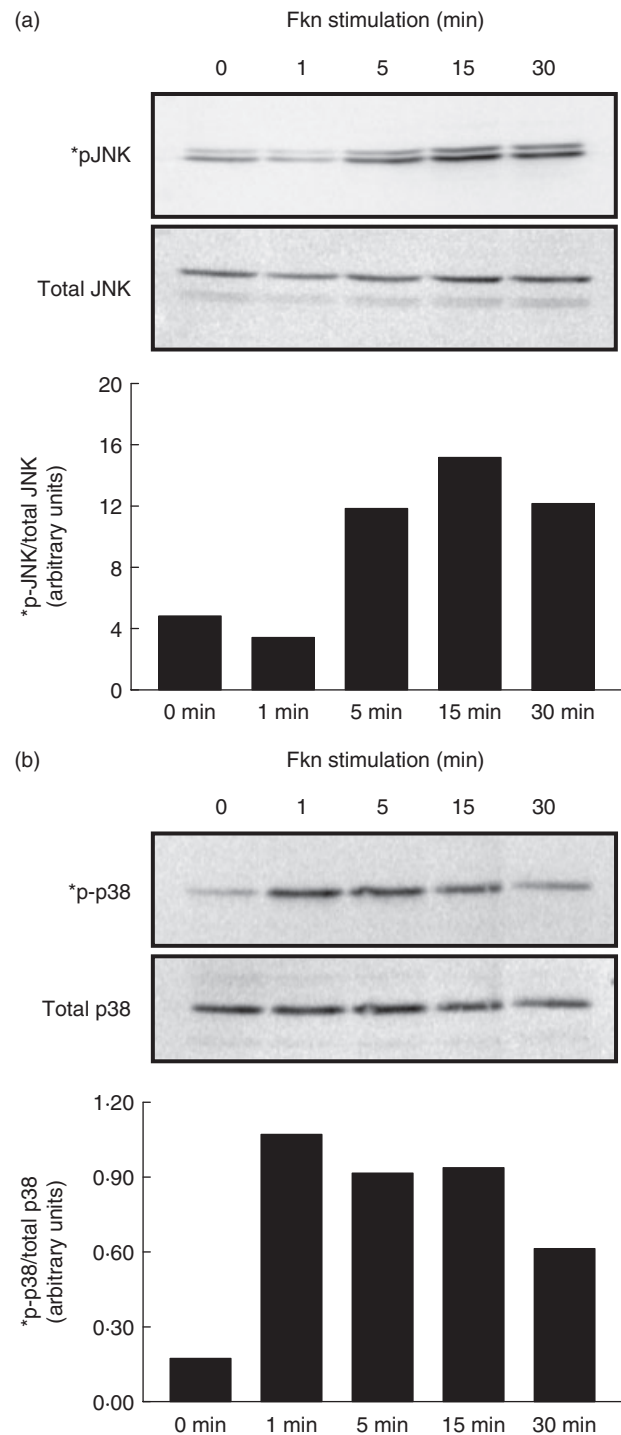 (a) Fkn stimulation (min)
0 1 5 15 30
*pJNK
Total JNK
20
16
12
8
4
0
*p-JNK/total JNK
(arbitrary units)
0 min 1 min 5 min 15 min 30 min
(b) Fkn stimulation (min)
0 1 5 15 30
*p-p38
Total p38
1·20
0·90
0·60
0·30
0·00
*p-p38/total p38
(arbitrary units)
0 min 1 min 5 min 15 min 30 min